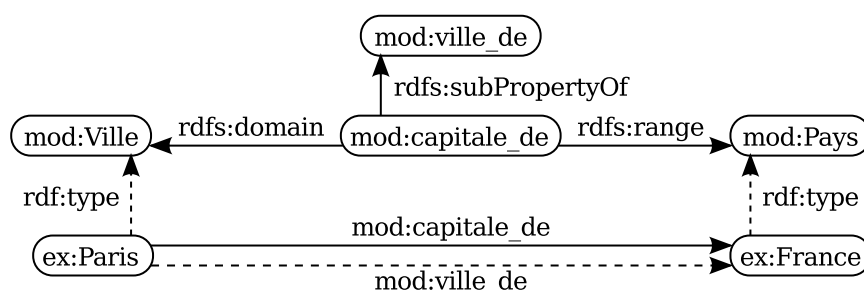 mod:ville_de
rdfs:subPropertyOf
mod:Ville
rdfs:domain
mod:capitale_de
rdfs:range
mod:Pays
rdf:type
rdf:type
mod:capitale_de
ex:Paris
ex:France
mod:ville_de